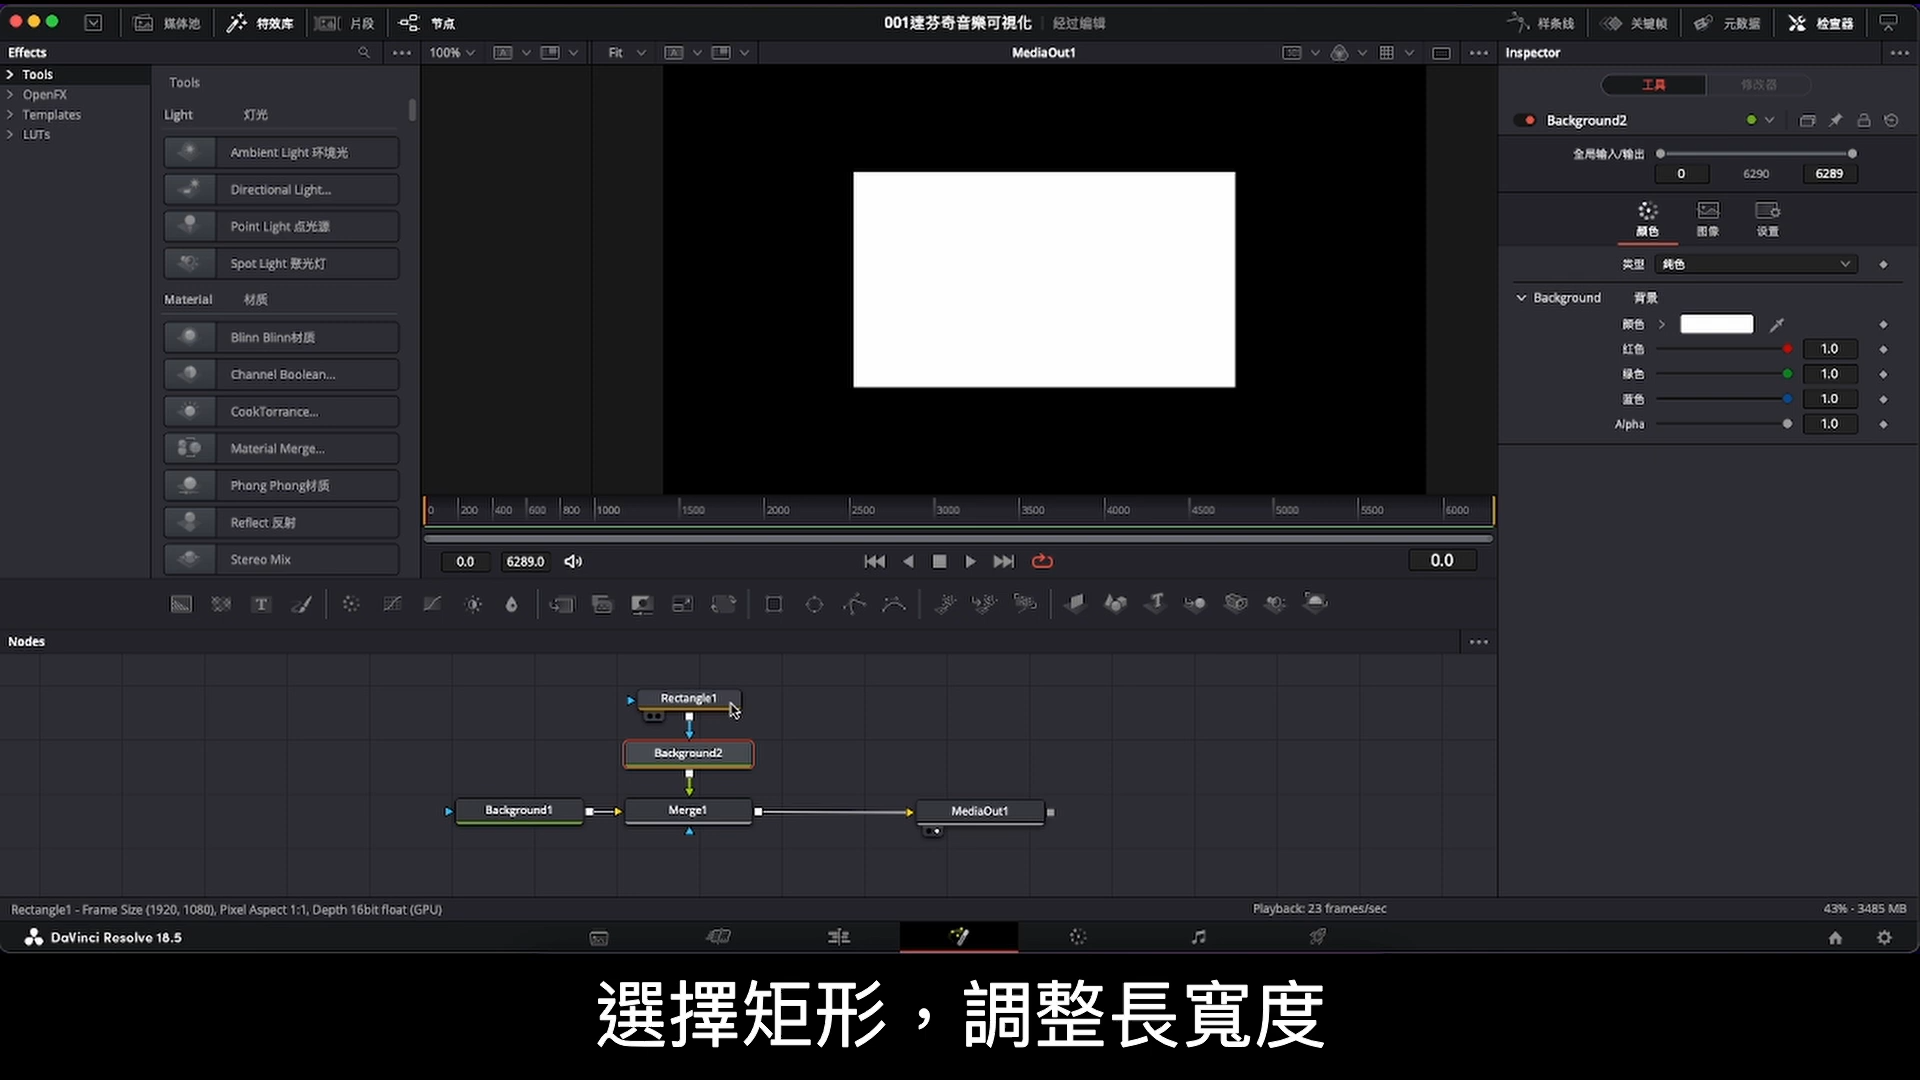 媒体池 特效库 片段 节点 001達芬奇音樂可視化 经过编辑 样条线 关键帧 元数据 检查器
Effects 100% Fit MediaOut1 Inspector
Tools
OpenFX
Templates
LUTs
Tools
Light 灯光
Ambient Light 环境光
Directional Light...
Point Light 点光源
Spot Light 聚光灯
Material 材质
Blinn Blinn材质
Channel Boolean...
CookTorrance...
Material Merge...
Phong Phong材质
Reflect 反射
Stereo Mix
工具 修改器
Background2
全局输入/输出
0 6290 6289
颜色 图像 设置
类型 純色
Background 背景
颜色
红色 1.0
绿色 1.0
蓝色 1.0
Alpha 1.0
0 200 400 600 800 1000 1500 2000 2500 3000 3500 4000 4500 5000 5500 6000
0.0 6289.0 0.0
Nodes
Rectangle1
Background2
Background1 Merge1 MediaOut1
Rectangle1 - Frame Size (1920, 1080), Pixel Aspect 1:1, Depth 16bit float (GPU) Playback: 23 frames/sec 43% - 3485 MB
DaVinci Resolve 18.5
選擇矩形，調整長寬度